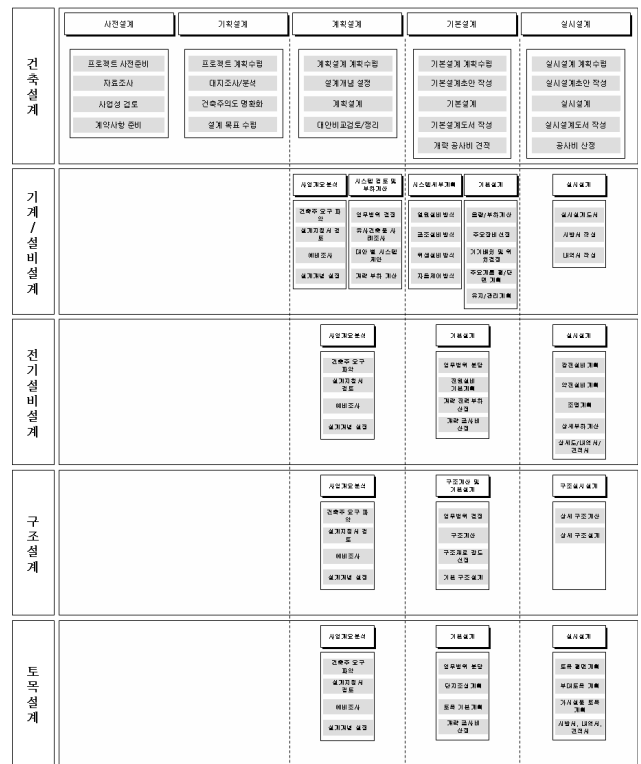 건축설계
사전설계
프로젝트 사전준비
자료조사
사업성 검토
계약사항 준비
기획설계
프로젝트 계획수립
대지조사/분석
건축주의도 명확화
설계 목표 수립
계획설계
계획설계 계획수립
설계개념 설정
계획설계
대안비교검토/정리
기본설계
기본설계 계획수립
기본설계초안 작성
기본설계
기본설계도서 작성
개략 공사비 견적
실시설계
실시설계 계획수립
실시설계초안 작성
실시설계
실시설계도서 작성
공사비 산정
기계/설비설계
사업개요분석
건축주 요구 파
악
설계지침서 검
토
예비조사
설계개념 설정
시스템 검토 및
부하계산
업무범위 결정
유사건축물 사
례조사
대안 별 시스템
제안
개략 부하 계산
시스템세부계획
열원설비 방식
공조설비 방식
위생설비 방식
자동제어 방식
기본설계
용량/부하계산
주요장비 선정
기기배치 및 위
치결정
주요계통 평/단
면 계획
유지/관리계획
실시설계
실시설계도서
시방서 작성
내역서 작성
전기설비설계
사업개요분석
건축주 요구
파악
설계지침서
검토
예비조사
설계개념 설정
기본설계
업무범위 분담
전원설비
기본계획
개략 전력 부하
산정
개략 공사비
산정
실시설계
강전설비계획
약전설비계획
조명계획
상세부하계산
상세도/내역서/
견적서
구조설계
사업개요분석
건축주 요구 파
악
설계지침서 검
토
예비조사
설계개념 설정
구조계산 및
기본설계
업무범위 결정
구조계산
구조재료 강도
선정
기본 구조설계
구조실시설계
상세 구조계산
상세 구조설계
토목설계
사업개요분석
건축주 요구
파악
설계지침서
검토
예비조사
설계개념 설정
기본설계
업무범위 분담
단지조성 계획
토목 기본계획
개략 공사비
산정
실시설계
토목 평면계획
부대토목 계획
가시설물 토목
계획
시방서, 내역서,
견적서